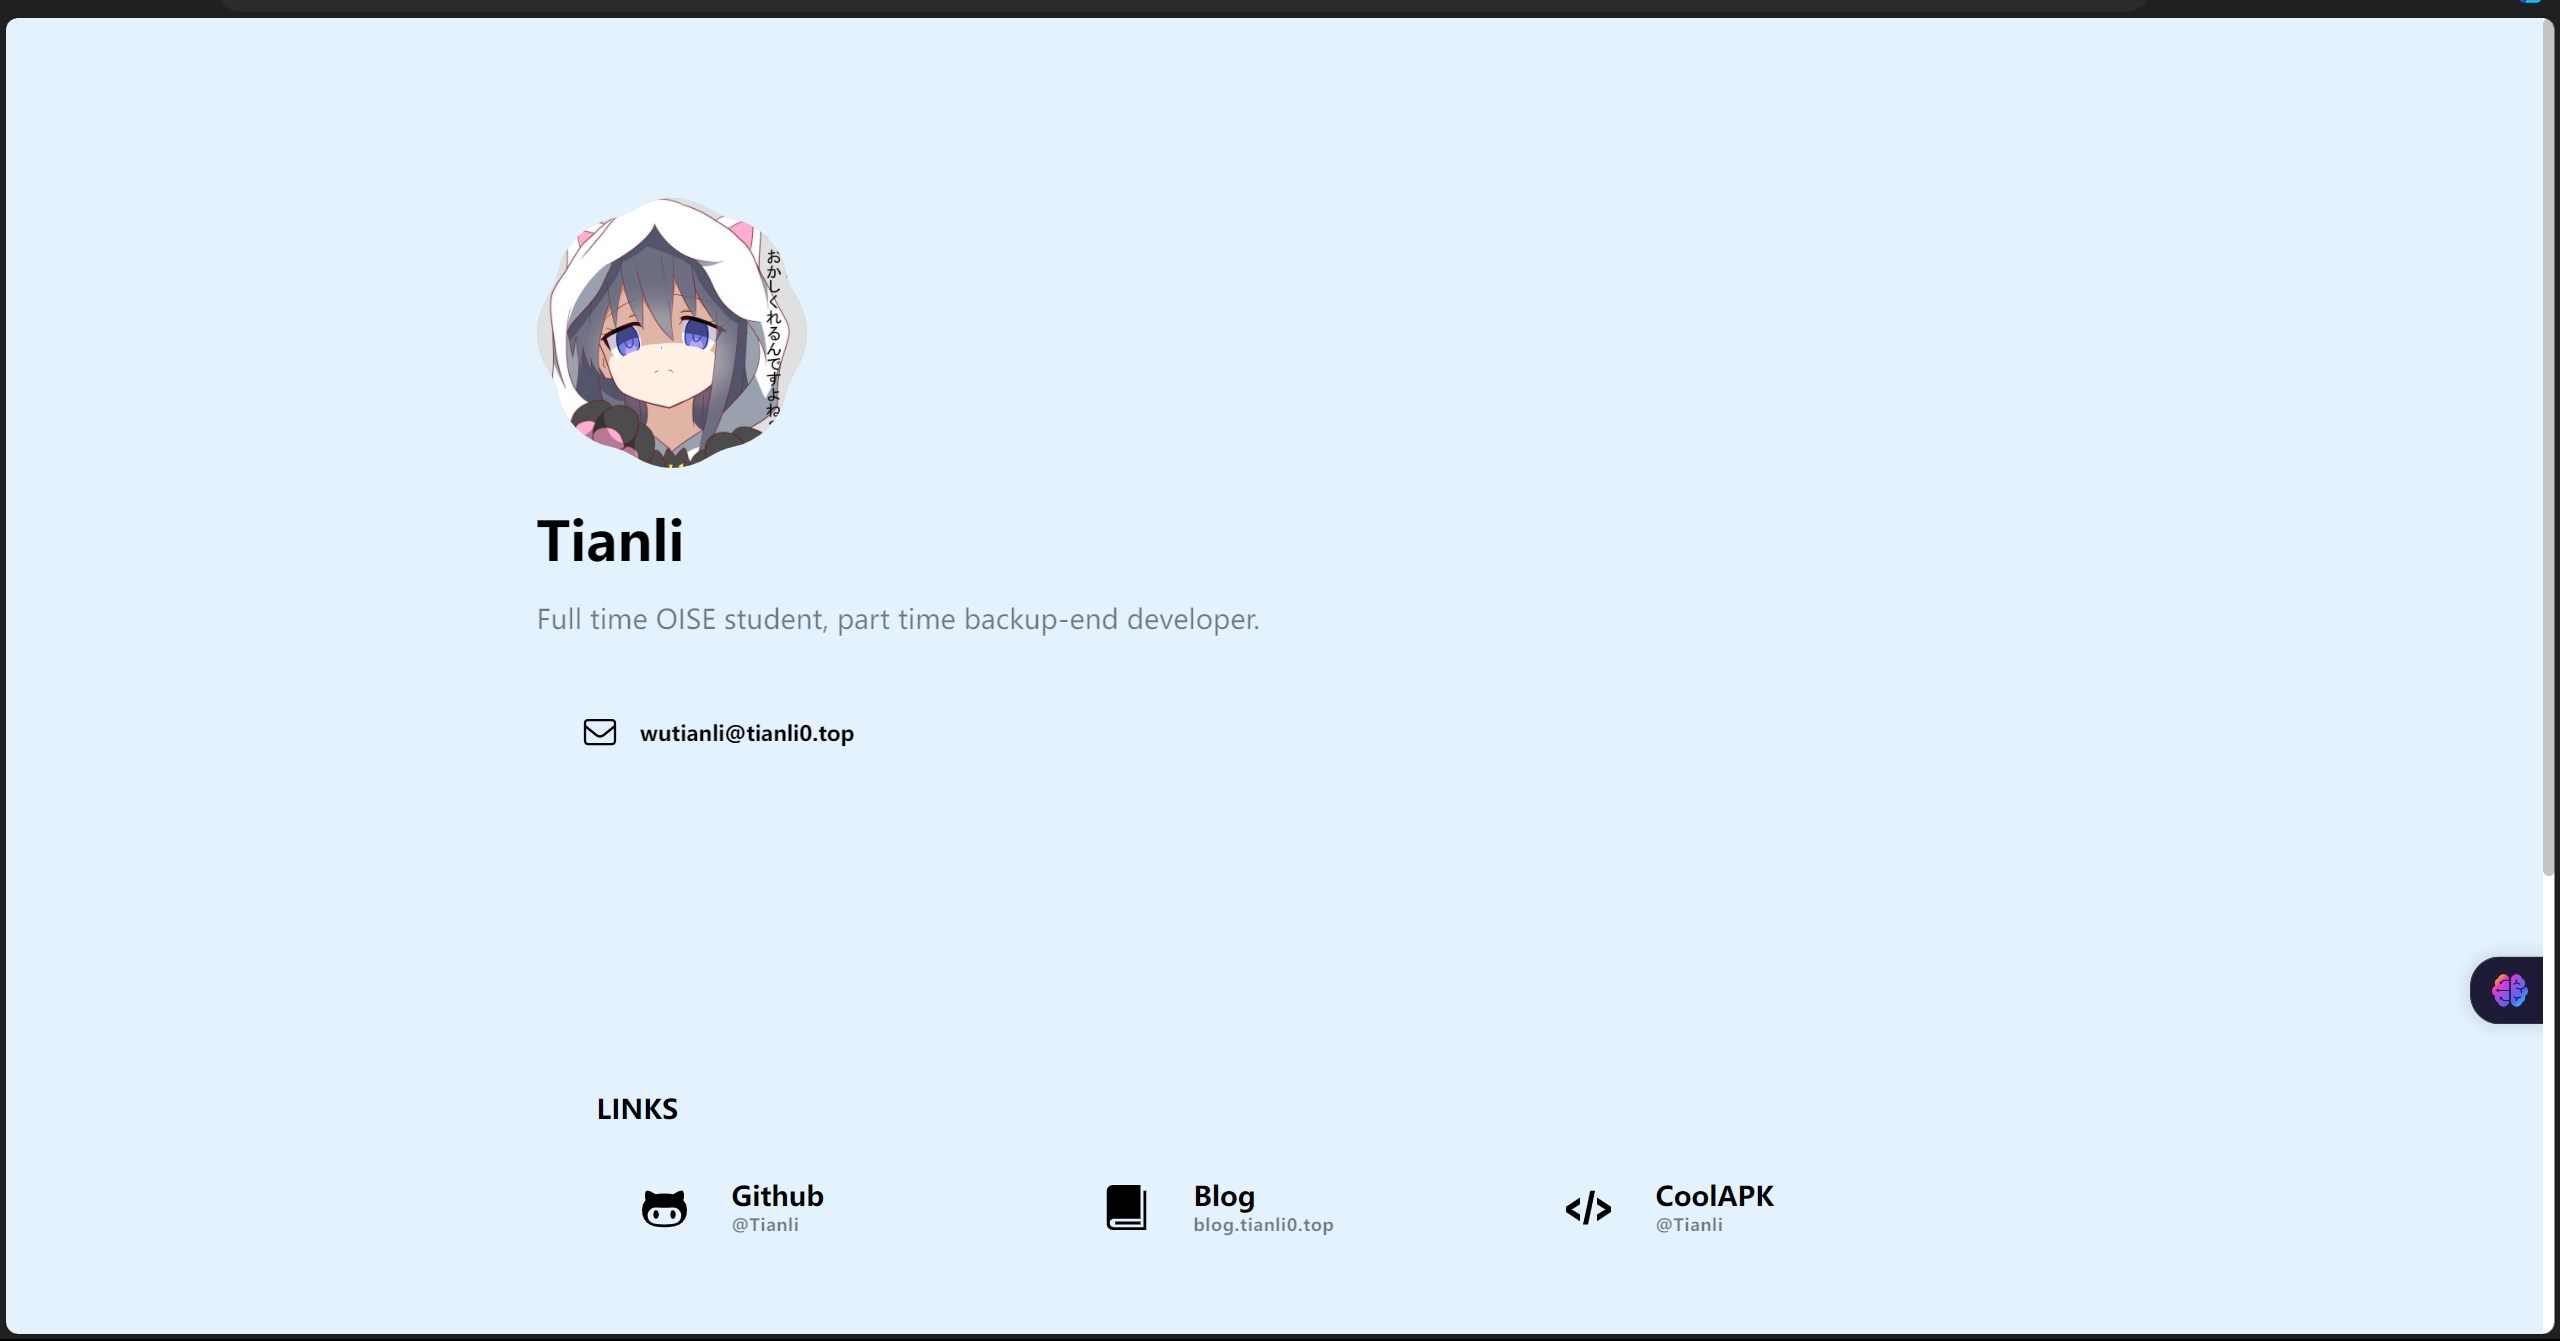 おかしくれるんですよね
Tianli
Full time OISE student, part time backup-end developer.
wutianli@tianli0.top
LINKS
Github
@Tianli
Blog
blog.tianli0.top
CoolAPK
@Tianli